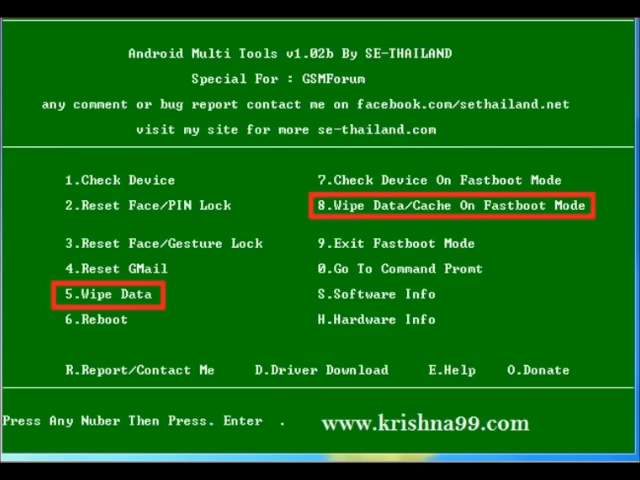 Android Multi Tools v1.02b By SE-THAILAND
Special For : GSMForum
any comment or bug report contact me on facebook.com/sethailand.net
visit my site for more se-thailand.com
1.Check Device 7.Check Device On Fastboot Mode
2.Reset Face/PIN Lock 8.Wipe Data/Cache On Fastboot Mode
3.Reset Face/Gesture Lock 9.Exit Fastboot Mode
4.Reset GMail 0.Go To Command Promt
5.Wipe Data S.Software Info
6.Reboot H.Hardware Info
R.Report/Contact Me D.Driver Download E.Help O.Donate
Press Any Nuber Then Press. Enter .
www.krishna99.com